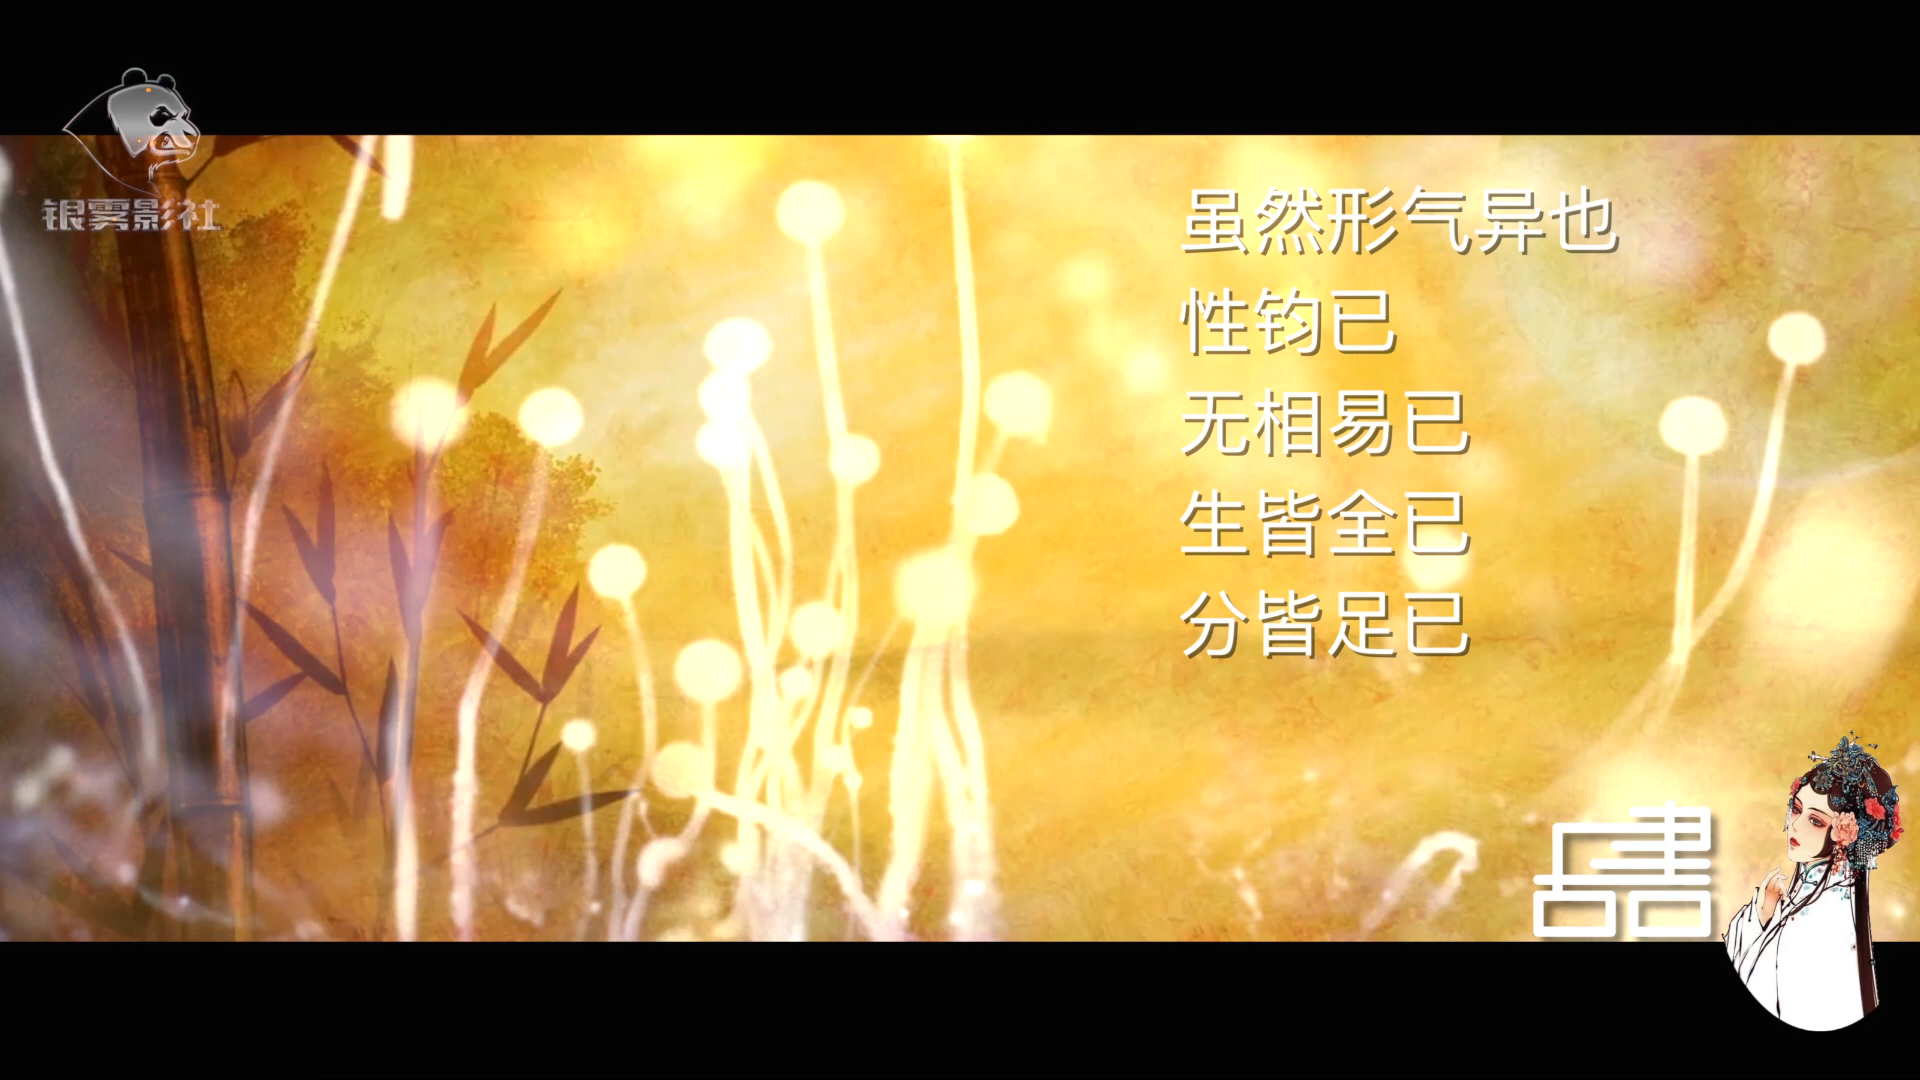 银雾影社
虽然形气异也
性钧已
无相易已
生皆全已
分皆足已